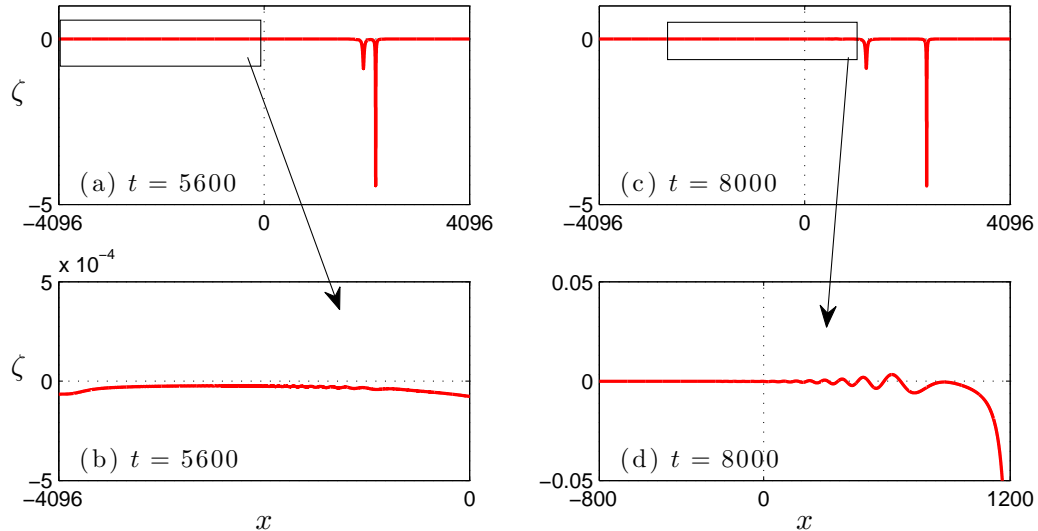 0
ζ
(a) t = 5600
−5
−4096 0 4096
0
(c) t = 8000
−5
−4096 0 4096
x 10⁻⁴
5
ζ
0
(b) t = 5600
−5
−4096 0
x
0.05
0
(d) t = 8000
−0.05
−800 0 1200
x